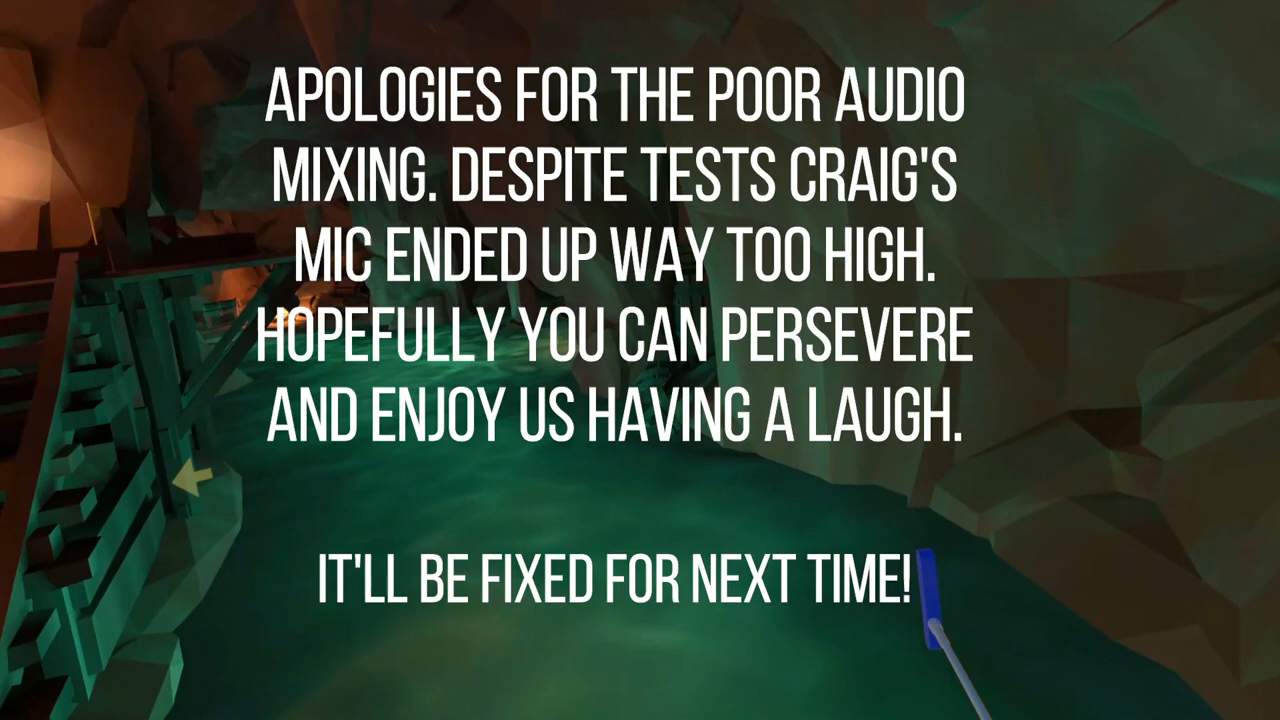 APOLOGIES FOR THE POOR AUDIO
MIXING. DESPITE TESTS CRAIG'S
MIC ENDED UP WAY TOO HIGH.
HOPEFULLY YOU CAN PERSEVERE
AND ENJOY US HAVING A LAUGH.
IT'LL BE FIXED FOR NEXT TIME!